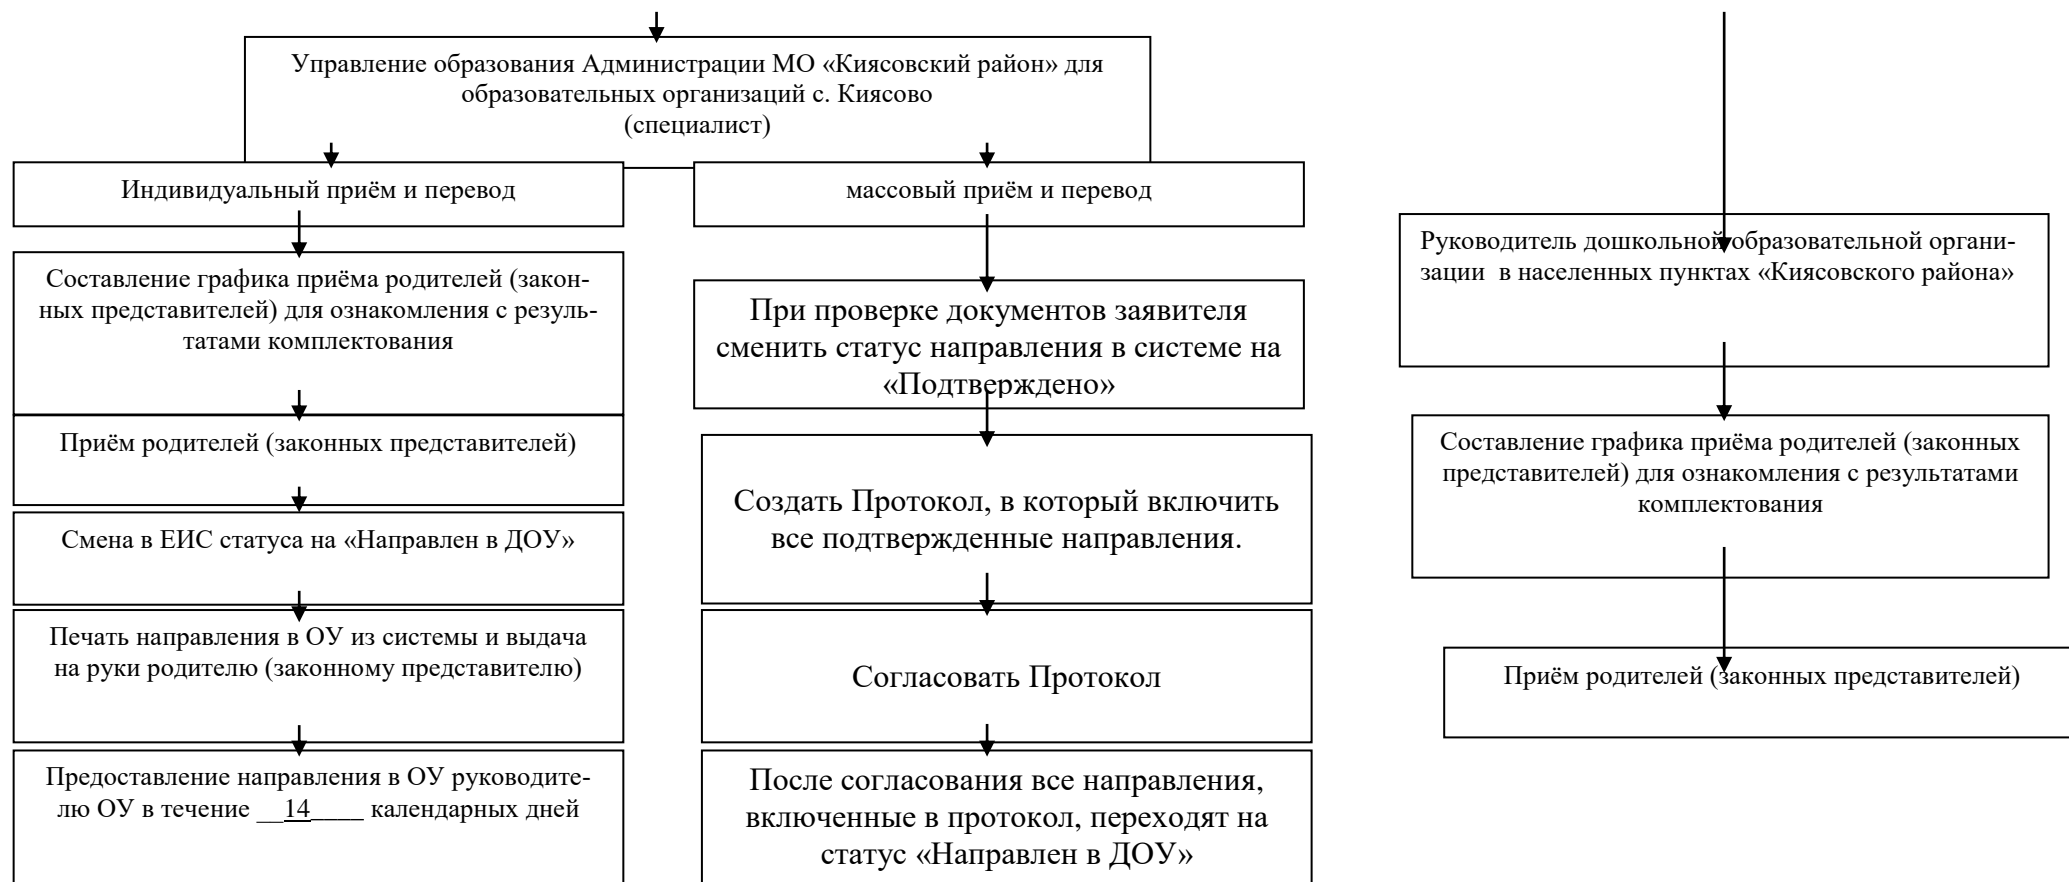 Управление образования Администрации МО «Киясовский район» для
образовательных организаций с. Киясово
(специалист)
Индивидуальный приём и перевод
Составление графика приёма родителей (закон-
ных представителей) для ознакомления с резуль-
татами комплектования
Приём родителей (законных представителей)
Смена в ЕИС статуса на «Направлен в ДОУ»
Печать направления в ОУ из системы и выдача
на руки родителю (законному представителю)
Предоставление направления в ОУ руководите-
лю ОУ в течение __14____ календарных дней
массовый приём и перевод
При проверке документов заявителя
сменить статус направления в системе на
«Подтверждено»
Создать Протокол, в который включить
все подтвержденные направления.
Согласовать Протокол
После согласования все направления,
включенные в протокол, переходят на
статус «Направлен в ДОУ»
Руководитель дошкольной образовательной органи-
зации в населенных пунктах «Киясовского района»
Составление графика приёма родителей (законных
представителей) для ознакомления с результатами
комплектования
Приём родителей (законных представителей)